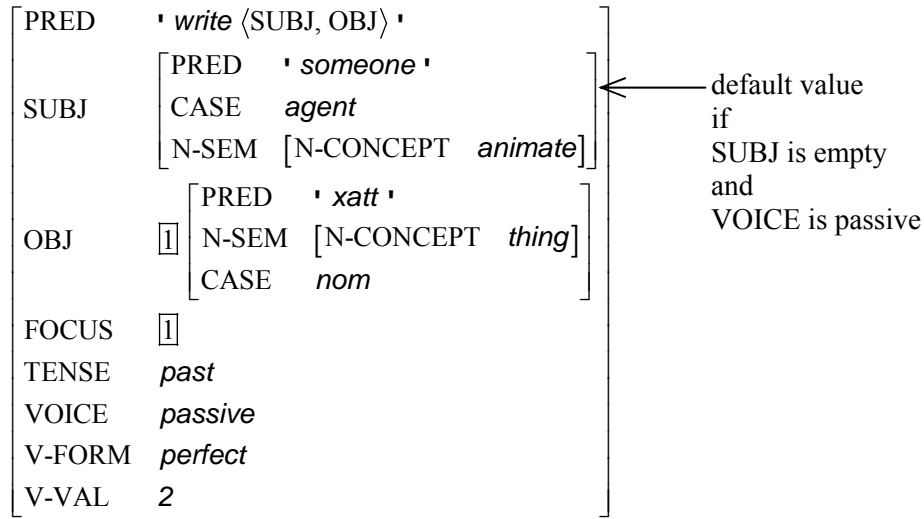 PRED ' write ⟨SUBJ, OBJ⟩ '
SUBJ
PRED ' someone '
CASE agent
N-SEM [N-CONCEPT animate]
default value
if
SUBJ is empty
and
VOICE is passive
OBJ 1
PRED ' xatt '
N-SEM [N-CONCEPT thing]
CASE nom
FOCUS 1
TENSE past
VOICE passive
V-FORM perfect
V-VAL 2